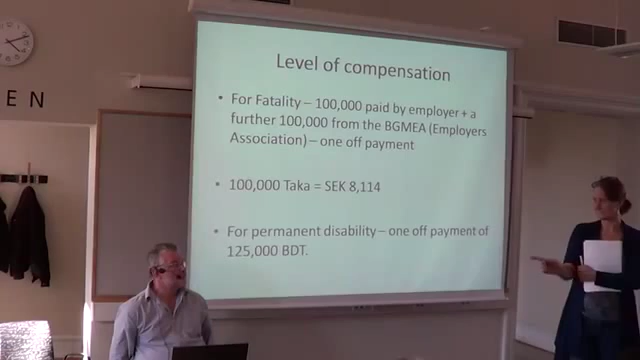 EN
Level of compensation
• For Fatality – 100,000 paid by employer + a
further 100,000 from the BGMEA (Employers
Association) – one off payment
• 100,000 Taka = SEK 8,114
• For permanent disability – one off payment of
125,000 BDT.